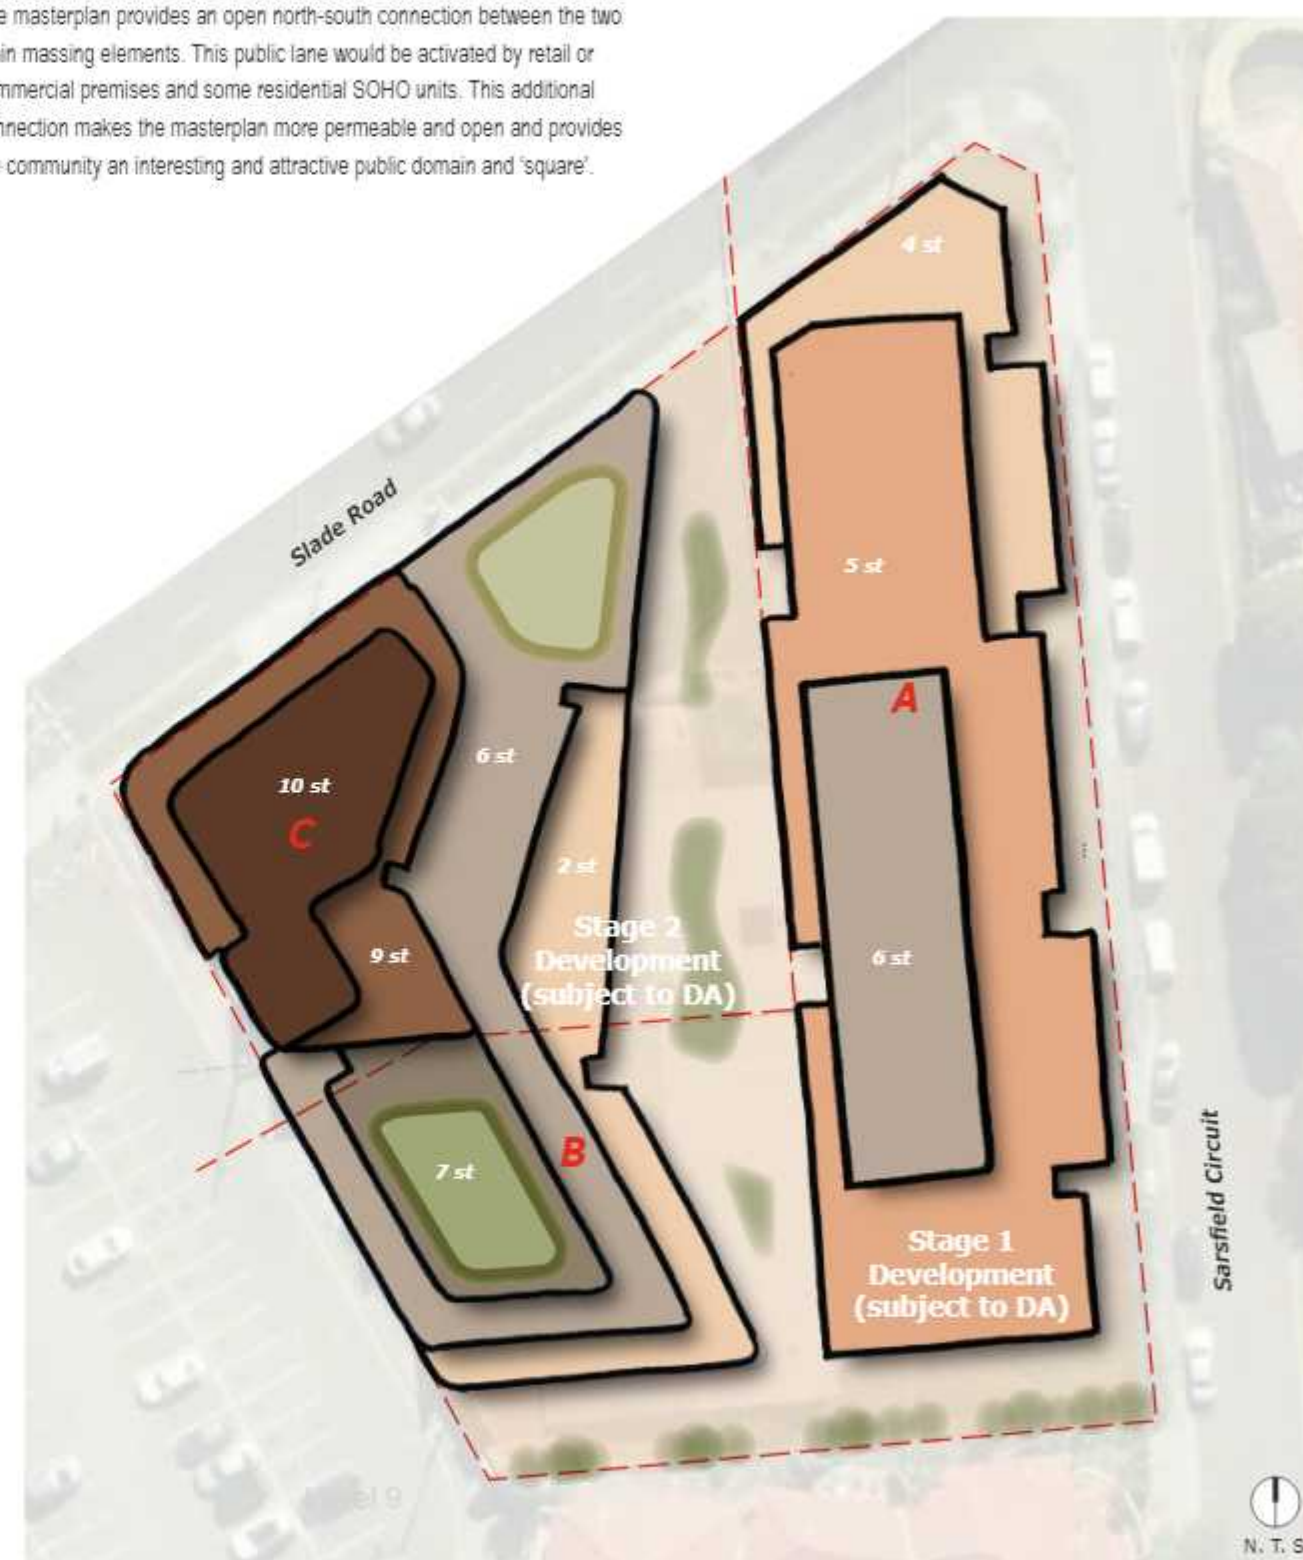 e masterplan provides an open north-south connection between the two
in massing elements. This public lane would be activated by retail or
mmercial premises and some residential SOHO units. This additional
nnection makes the masterplan more permeable and open and provides
community an interesting and attractive public domain and 'square'.
4 st
Slade Road
5 st
A
6 st
10 st
C
2 st
Stage 2
Development
(subject to DA)
9 st
6 st
B
7 st
Sarsfield Circuit
Stage 1
Development
(subject to DA)
el 9
N. T. S